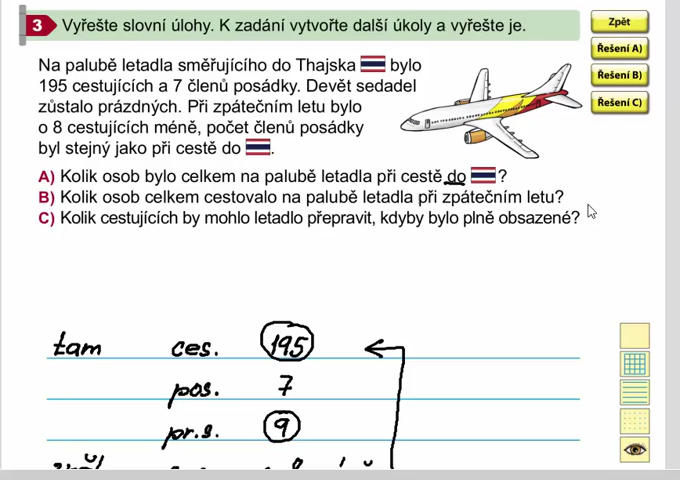 3 Vyřešte slovní úlohy. K zadání vytvořte další úkoly a vyřešte je.
Zpět
Řešení A)
Řešení B)
Řešení C)
Na palubě letadla směřujícího do Thajska bylo
195 cestujících a 7 členů posádky. Devět sedadel
zůstalo prázdných. Při zpátečním letu bylo
o 8 cestujících méně, počet členů posádky
byl stejný jako při cestě do .
A) Kolik osob bylo celkem na palubě letadla při cestě do ?
B) Kolik osob celkem cestovalo na palubě letadla při zpátečním letu?
C) Kolik cestujících by mohlo letadlo přepravit, kdyby bylo plně obsazené?
tam ces. 195
pos. 7
pr.s. 9